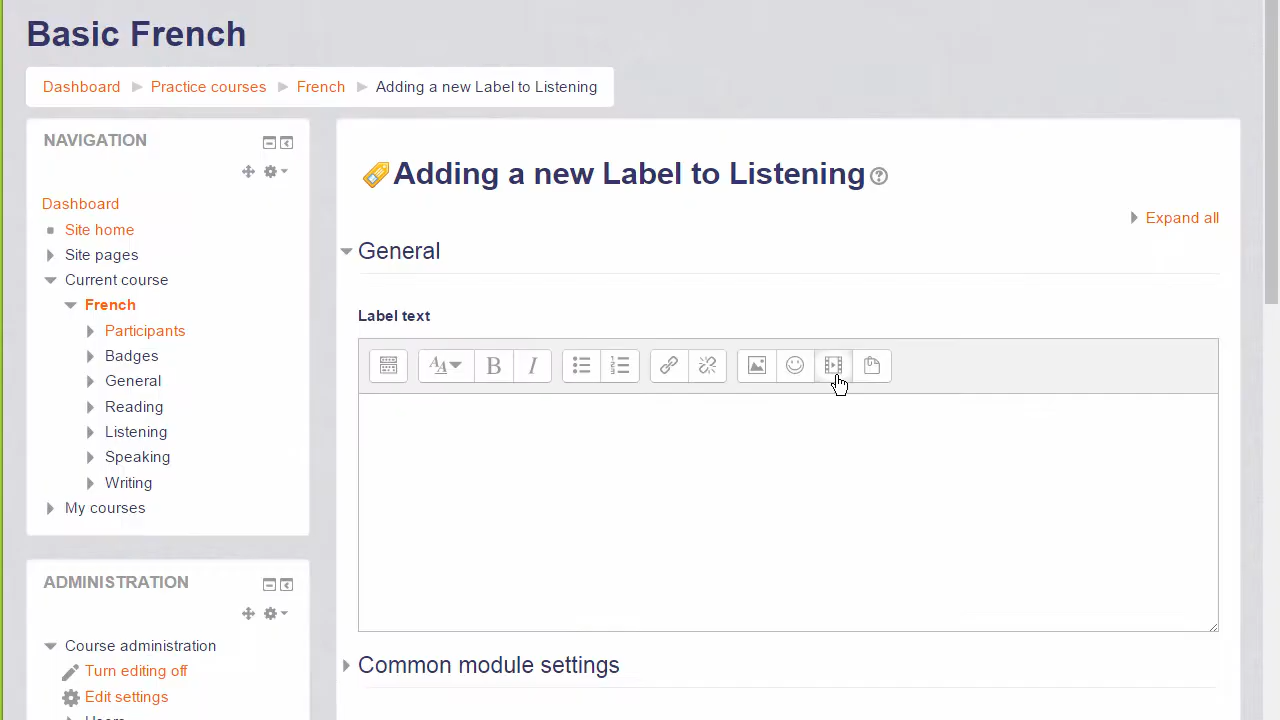 Basic French
Dashboard Practice courses French Adding a new Label to Listening
NAVIGATION
Dashboard
Site home
Site pages
Current course
French
Participants
Badges
General
Reading
Listening
Speaking
Writing
My courses
ADMINISTRATION
Course administration
Turn editing off
Edit settings
Users
Adding a new Label to Listening
Expand all
General
Label text
B I
Common module settings